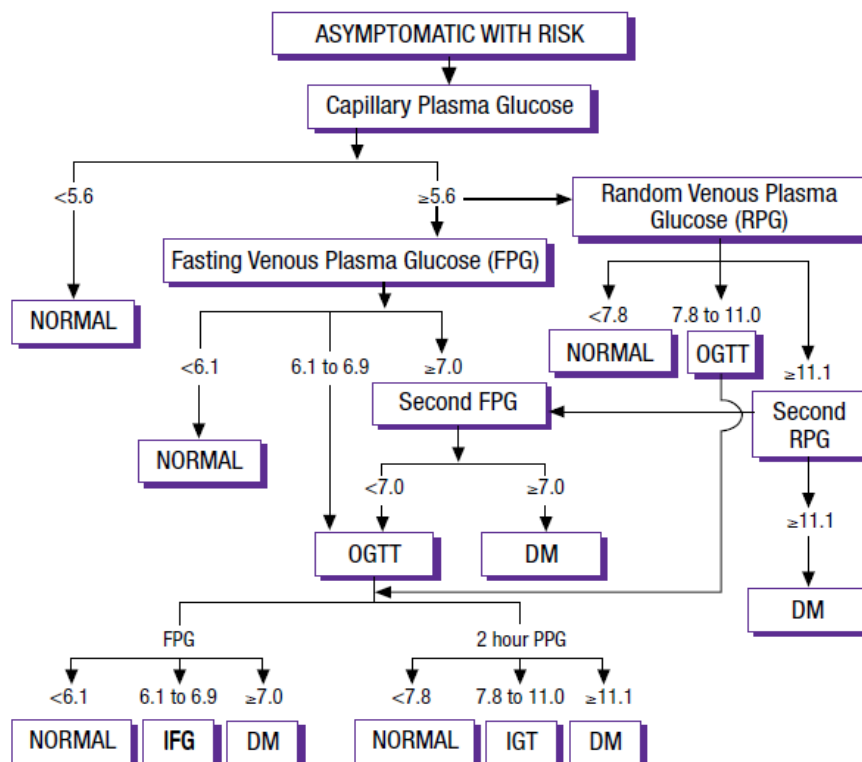 ASYMPTOMATIC WITH RISK
Capillary Plasma Glucose
<5.6
≥5.6
Random Venous Plasma
Glucose (RPG)
Fasting Venous Plasma Glucose (FPG)
NORMAL
<7.8
7.8 to 11.0
≥11.1
NORMAL
OGTT
<6.1
6.1 to 6.9
≥7.0
Second FPG
Second
RPG
NORMAL
<7.0
≥7.0
≥11.1
OGTT
DM
DM
FPG
2 hour PPG
<6.1
6.1 to 6.9
≥7.0
<7.8
7.8 to 11.0
≥11.1
NORMAL
IFG
DM
NORMAL
IGT
DM